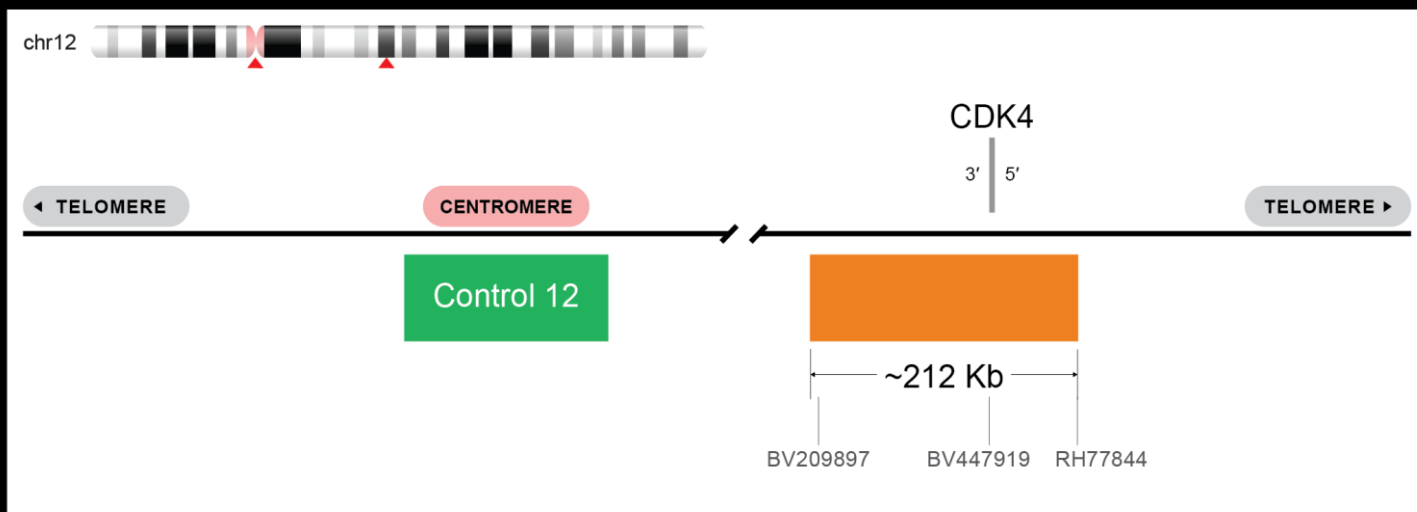 chr12
CDK4
3′ 5′
◂ TELOMERE
CENTROMERE
TELOMERE ▸
Control 12
~212 Kb
BV209897 BV447919 RH77844